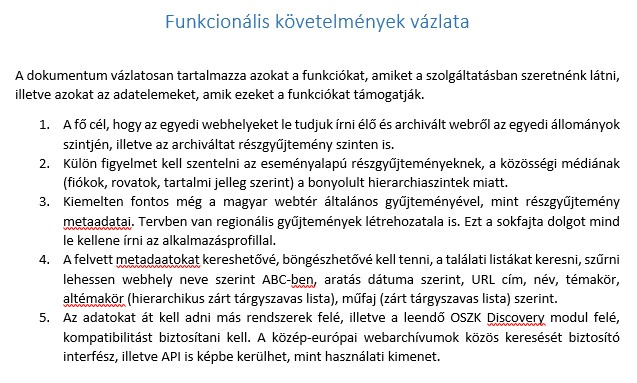 Funkcionális követelmények vázlata
A dokumentum vázlatosan tartalmazza azokat a funkciókat, amiket a szolgáltatásban szeretnénk látni,
illetve azokat az adatelemeket, amik ezeket a funkciókat támogatják.
1. A fő cél, hogy az egyedi webhelyeket le tudjuk írni élő és archivált webről az egyedi állományok
szintjén, illetve az archiváltat részgyűjtemény szinten is.
2. Külön figyelmet kell szentelni az eseményalapú részgyűjteményeknek, a közösségi médiának
(fiókok, rovatok, tartalmi jelleg szerint) a bonyolult hierarchiaszintek miatt.
3. Kiemelten fontos még a magyar webtér általános gyűjteményével, mint részgyűjtemény
metaadatai. Tervben van regionális gyűjtemények létrehozatala is. Ezt a sokfajta dolgot mind
le kellene írni az alkalmazásprofillal.
4. A felvett metadaatokat kereshetővé, böngészhetővé kell tenni, a találati listákat keresni, szűrni
lehessen webhely neve szerint ABC-ben, aratás dátuma szerint, URL cím, név, témakör,
altémakör (hierarchikus zárt tárgyszavas lista), műfaj (zárt tárgyszavas lista) szerint.
5. Az adatokat át kell adni más rendszerek felé, illetve a leendő OSZK Discovery modul felé,
kompatibilitást biztosítani kell. A közép-európai webarchívumok közös keresését biztosító
interfész, illetve API is képbe kerülhet, mint használati kimenet.